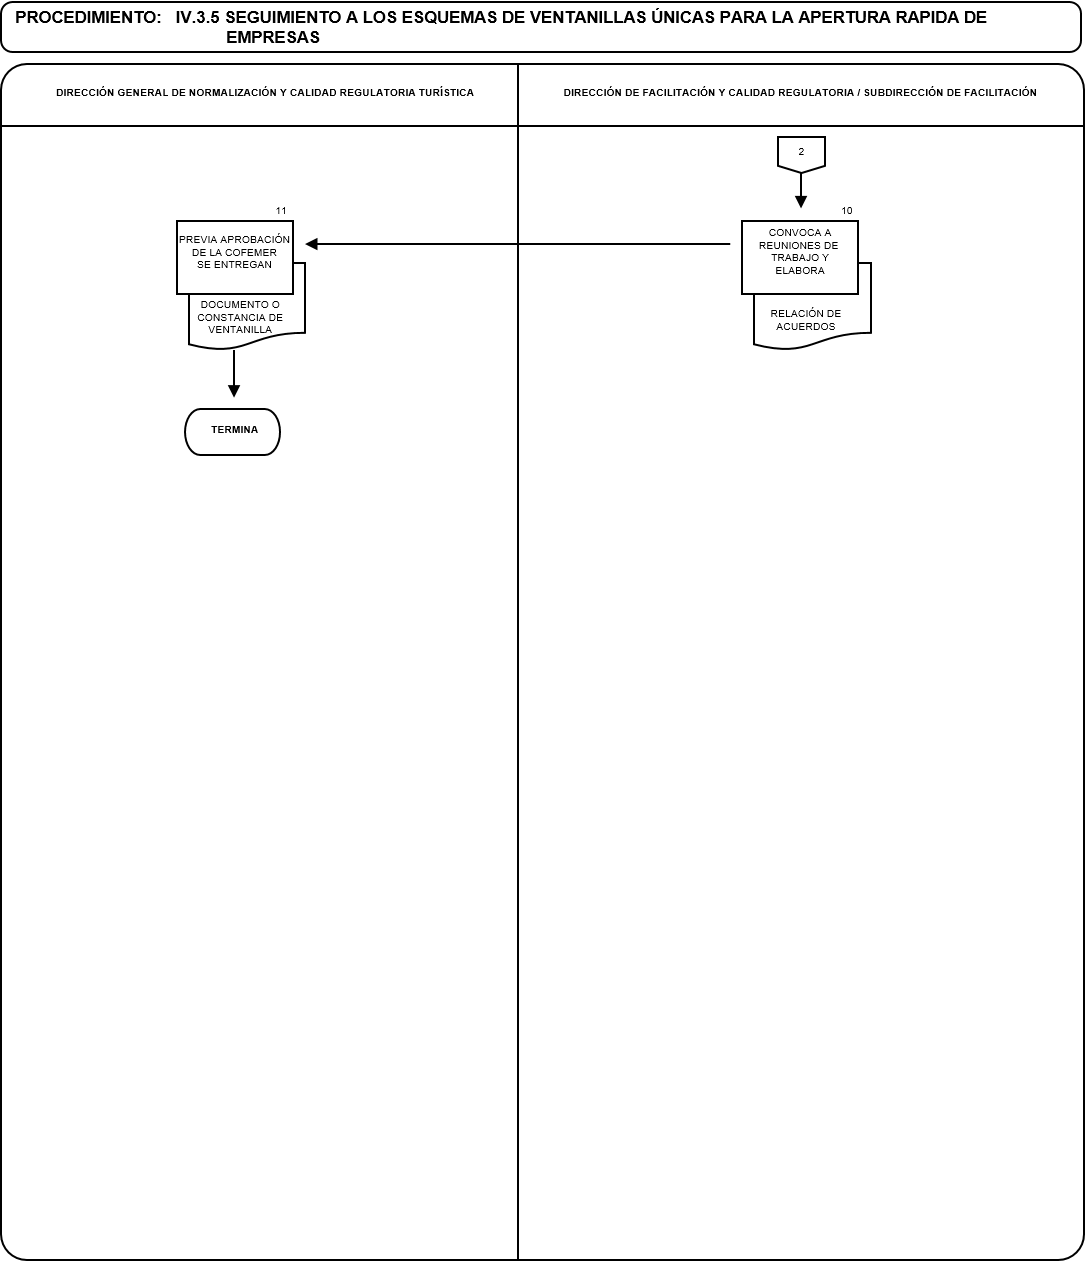 PROCEDIMIENTO: IV.3.5 SEGUIMIENTO A LOS ESQUEMAS DE VENTANILLAS ÚNICAS PARA LA APERTURA RAPIDA DE
EMPRESAS
DIRECCIÓN GENERAL DE NORMALIZACIÓN Y CALIDAD REGULATORIA TURÍSTICA
DIRECCIÓN DE FACILITACIÓN Y CALIDAD REGULATORIA / SUBDIRECCIÓN DE FACILITACIÓN
2
10
CONVOCA A
REUNIONES DE
TRABAJO Y
ELABORA
RELACIÓN DE
ACUERDOS
11
PREVIA APROBACIÓN
DE LA COFEMER
SE ENTREGAN
DOCUMENTO O
CONSTANCIA DE
VENTANILLA
TERMINA